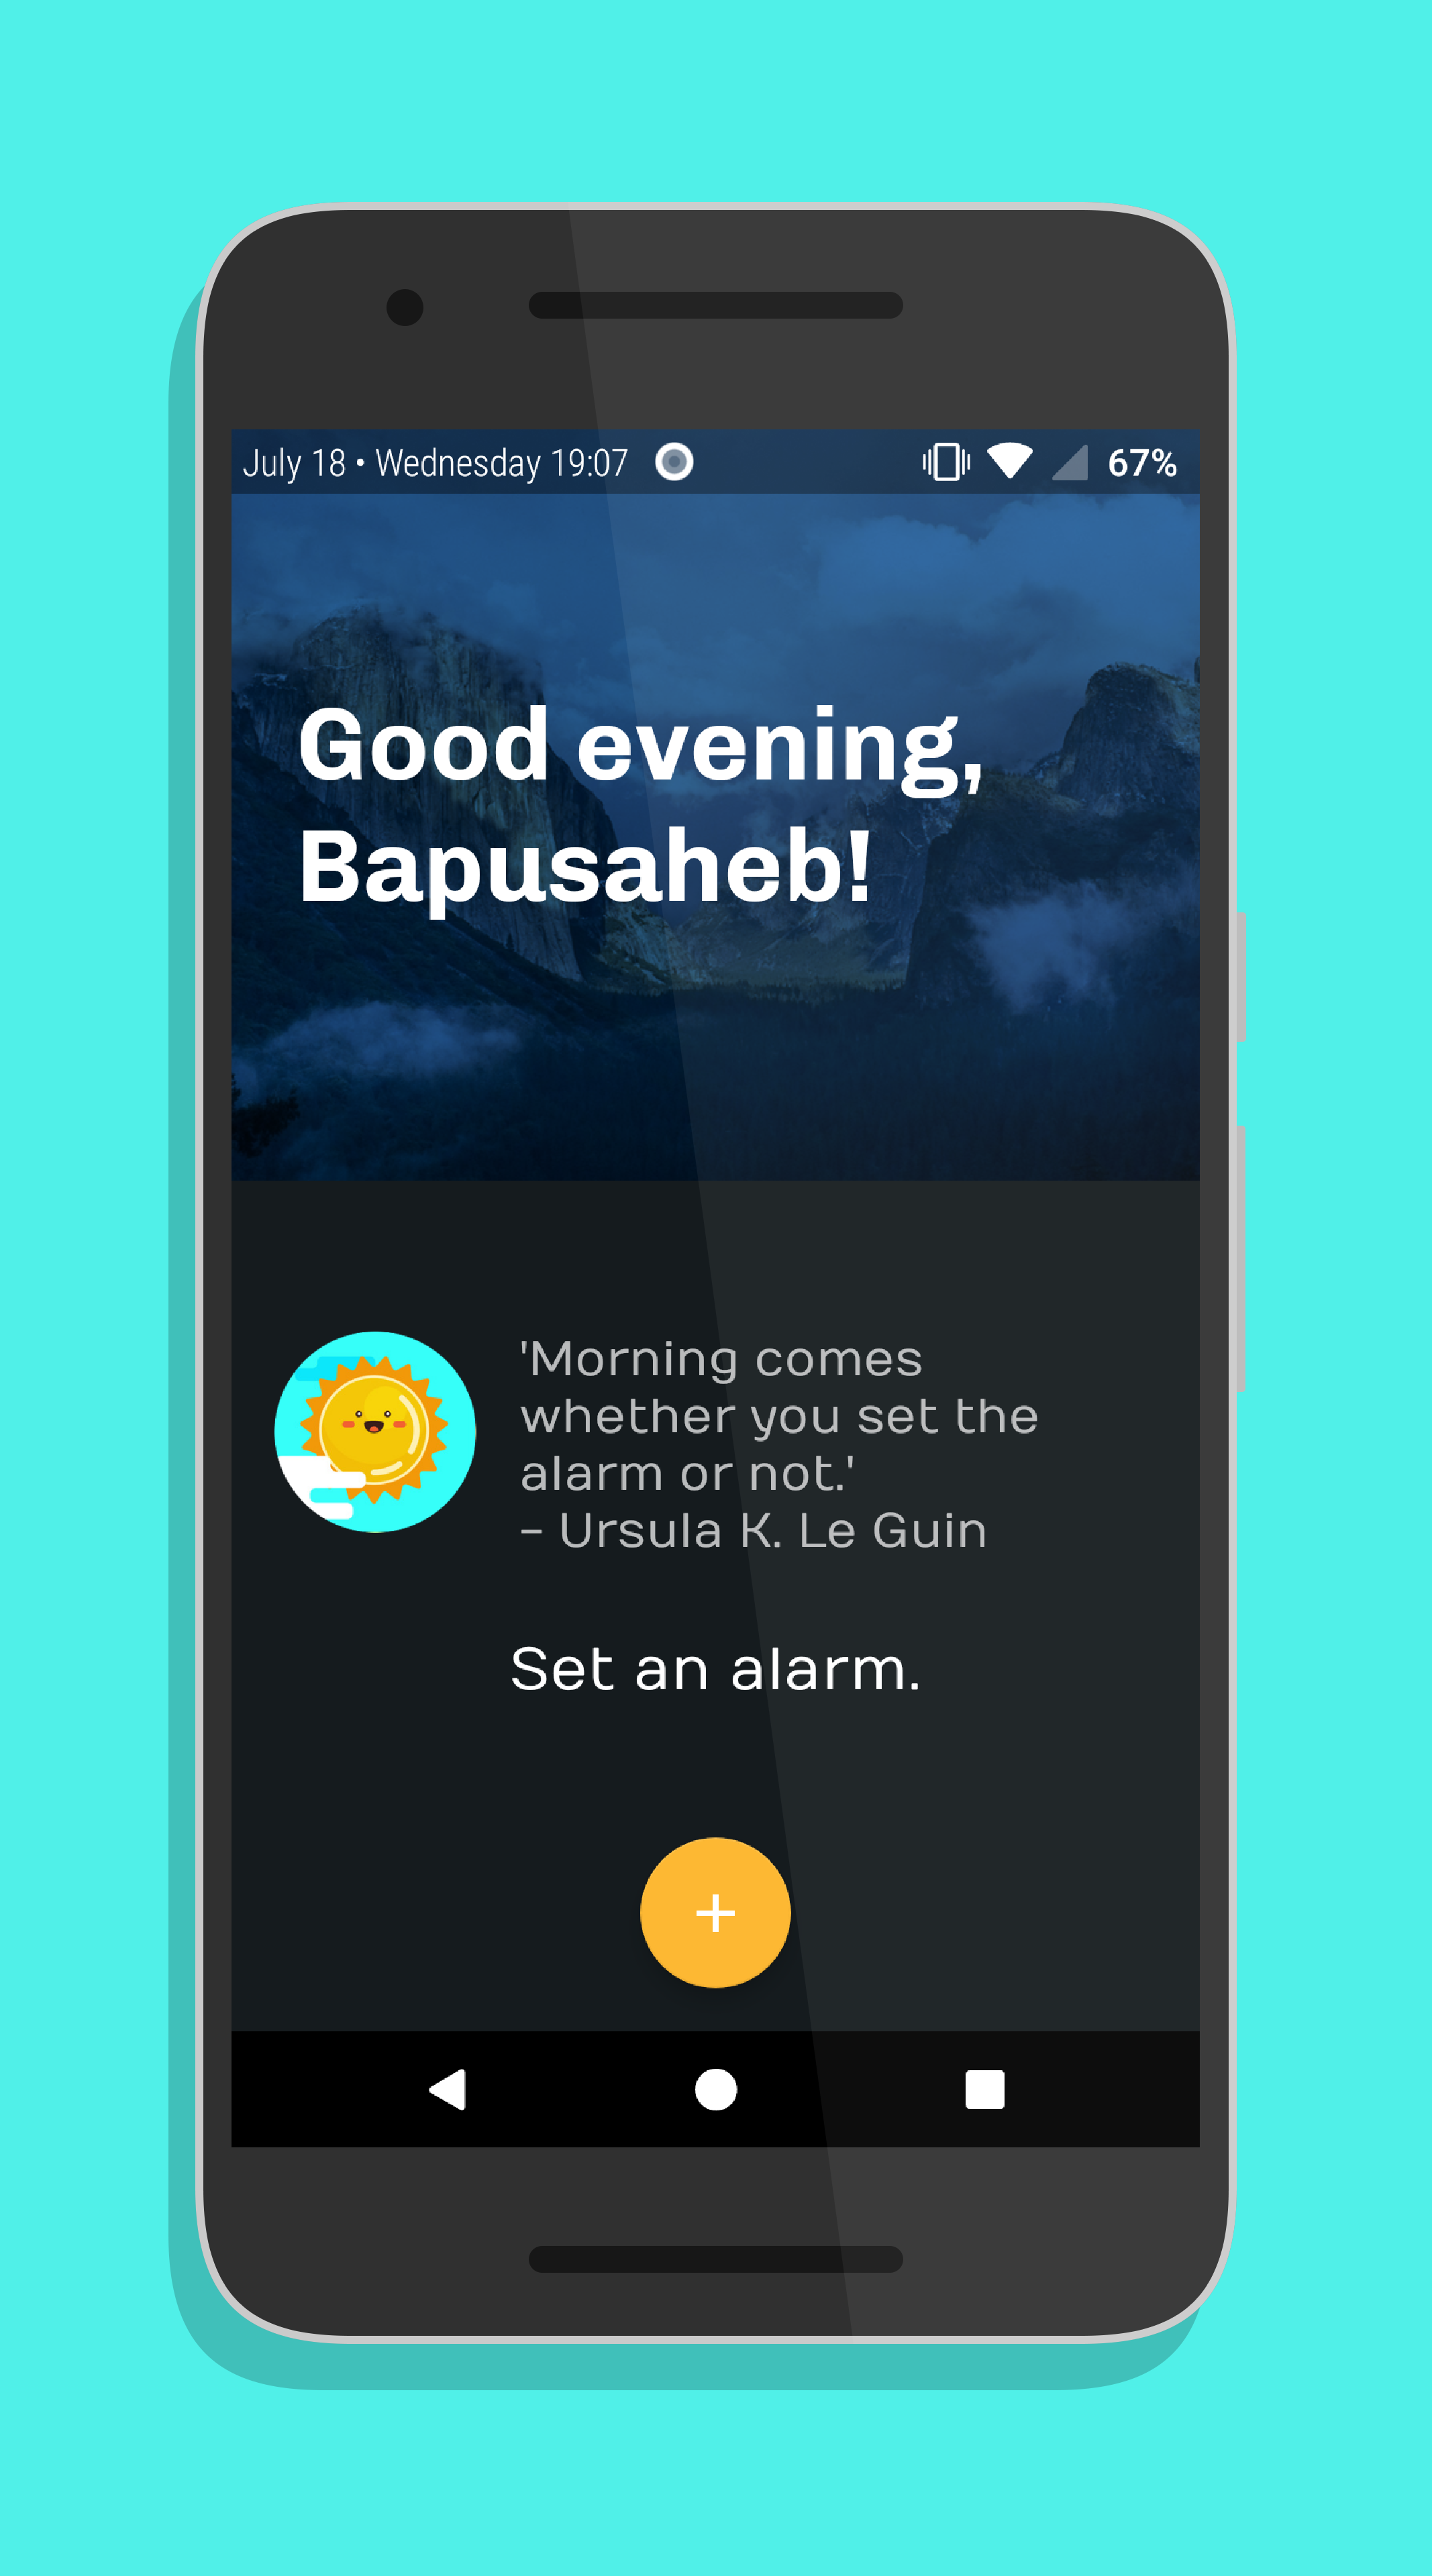 July 18 • Wednesday 19:07 67%
Good evening,
Bapusaheb!
'Morning comes
whether you set the
alarm or not.'
- Ursula K. Le Guin
Set an alarm.
+